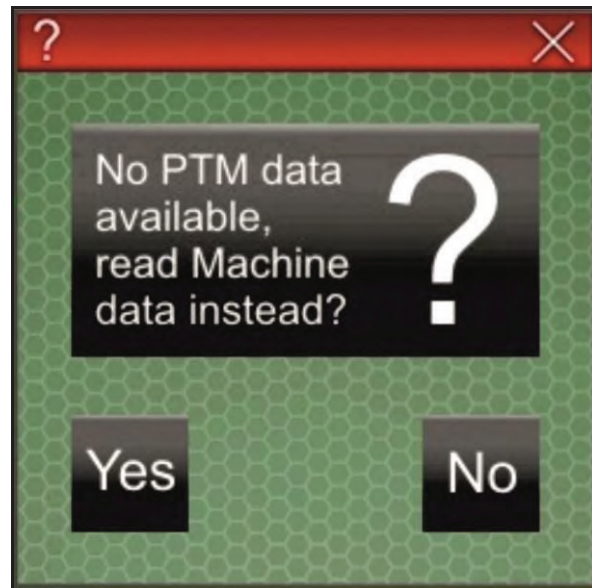 ?
No PTM data
available,
read Machine
data instead?
?
Yes
No